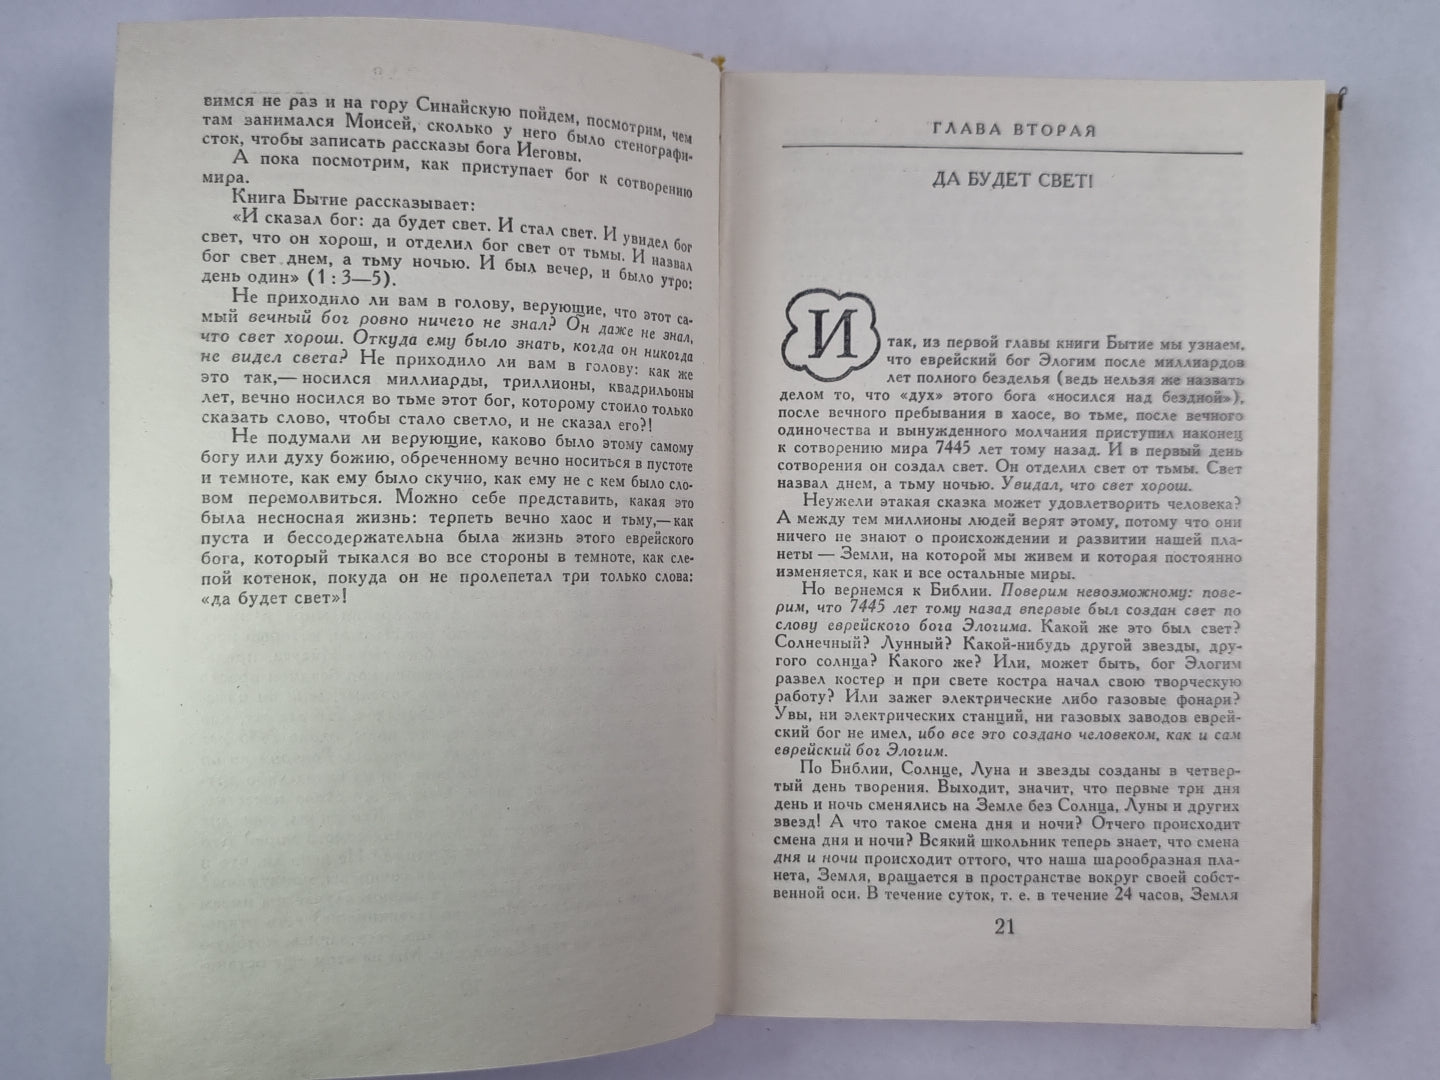 вимся не раз и на гору Синайскую пойдем, посмотрим, чем
там занимался Моисей, сколько у него было стенографи-
сток, чтобы записать рассказы бога Иеговы.
А пока посмотрим, как приступает бог к сотворению
мира.
Книга Бытие рассказывает:
«И сказал бог: да будет свет. И стал свет. И увидел бог
свет, что он хорош, и отделил бог свет от тьмы. И назвал
бог свет днем, а тьму ночью. И был вечер, и было утро:
день один» (1 : 3—5).
Не приходило ли вам в голову, верующие, что этот са-
мый вечный бог ровно ничего не знал? Он даже не знал,
что свет хорош. Откуда ему было знать, когда он никогда
не видел света? Не приходило ли вам в голову: как же
это так,— носился миллиарды, триллионы, квадрильоны
лет, вечно носился во тьме этот бог, которому стоило только
сказать слово, чтобы стало светло, и не сказал его?!
Не подумали ли верующие, каково было этому самому
богу или духу божию, обреченному вечно носиться в пустоте
и темноте, как ему было скучно, как ему не с кем было сло-
вом перемолвиться. Можно себе представить, какая это
была несносная жизнь: терпеть вечно хаос и тьму,— как
пуста и бессодержательна была жизнь этого еврейского
бога, который тыкался во все стороны в темноте, как сле-
пой котенок, покуда он не пролепетал три только слова:
«да будет свет»!
ГЛАВА ВТОРАЯ
ДА БУДЕТ СВЕТ!
И так, из первой главы книги Бытие мы узнаем,
что еврейский бог Элогим после миллиардов
лет полного безделья (ведь нельзя же назвать
делом то, что «дух» этого бога «носился над бездной»),
после вечного пребывания в хаосе, во тьме, после вечного
одиночества и вынужденного молчания приступил наконец
к сотворению мира 7445 лет тому назад. И в первый день
сотворения он создал свет. Он отделил свет от тьмы. Свет
назвал днем, а тьму ночью. Увидал, что свет хорош.
Неужели этакая сказка может удовлетворить человека?
А между тем миллионы людей верят этому, потому что они
ничего не знают о происхождении и развитии нашей пла-
неты — Земли, на которой мы живем и которая постоянно
изменяется, как и все остальные миры.
Но вернемся к Библии. Поверим невозможному: пове-
рим, что 7445 лет тому назад впервые был создан свет по
слову еврейского бога Элогима. Какой же это был свет?
Солнечный? Лунный? Какой-нибудь другой звезды, дру-
гого солнца? Какого же? Или, может быть, бог Элогим
развел костер и при свете костра начал свою творческую
работу? Или зажег электрические либо газовые фонари?
Увы, ни электрических станций, ни газовых заводов еврей-
ский бог не имел, ибо все это создано человеком, как и сам
еврейский бог Элогим.
По Библии, Солнце, Луна и звезды созданы в четвер-
тый день творения. Выходит, значит, что первые три дня
день и ночь сменялись на Земле без Солнца, Луны и других
звезд! А что такое смена дня и ночи? Отчего происходит
смена дня и ночи? Всякий школьник теперь знает, что смена
дня и ночи происходит оттого, что наша шарообразная пла-
нета, Земля, вращается в пространстве вокруг своей собст-
венной оси. В течение суток, т. е. в течение 24 часов, Земля
21